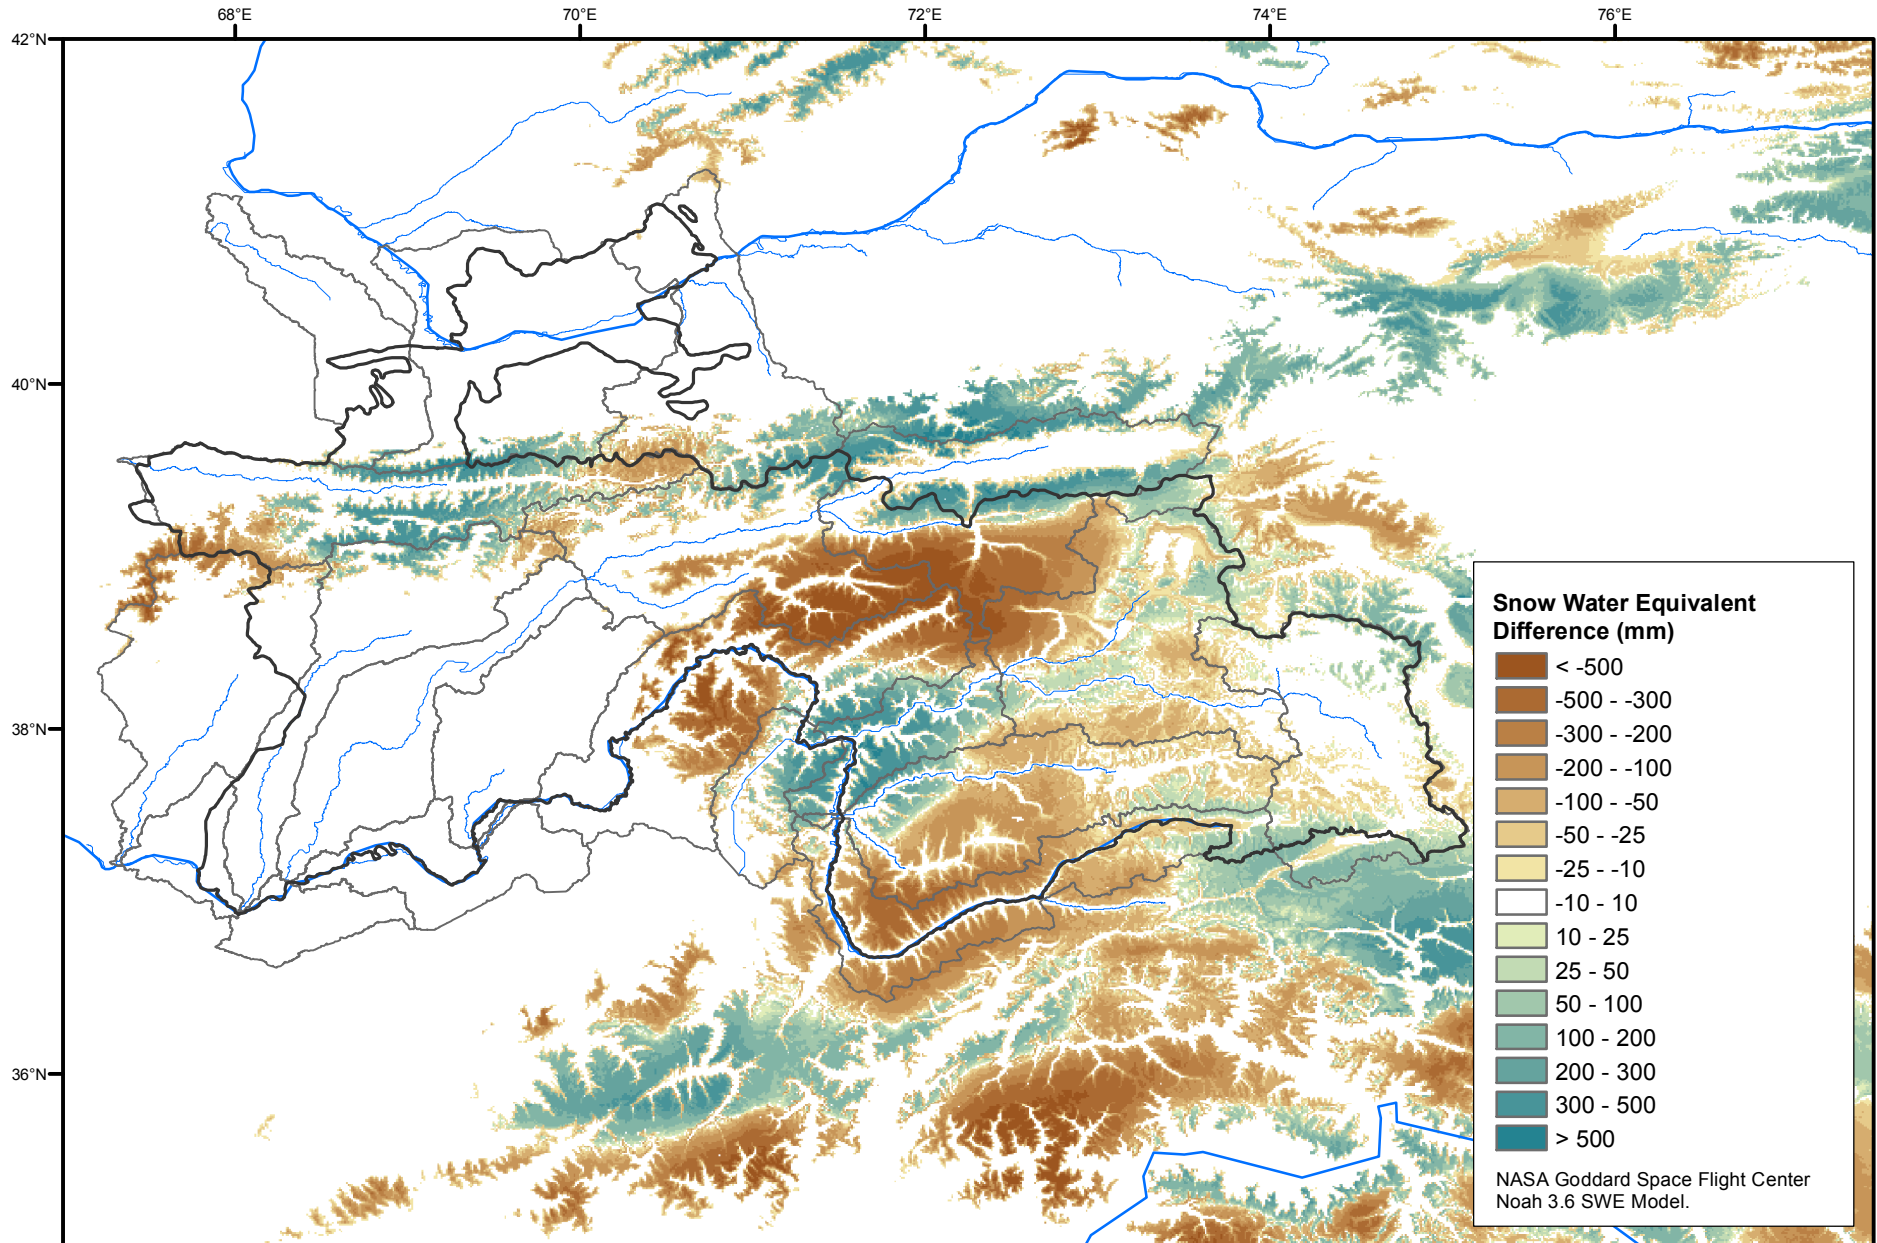 68°E
70°E
72°E
74°E
76°E
42°N
40°N
38°N
36°N
Snow Water Equivalent
Difference (mm)
< -500
-500 - -300
-300 - -200
-200 - -100
-100 - -50
-50 - -25
-25 - -10
-10 - 10
10 - 25
25 - 50
50 - 100
100 - 200
200 - 300
300 - 500
> 500
NASA Goddard Space Flight Center
Noah 3.6 SWE Model.